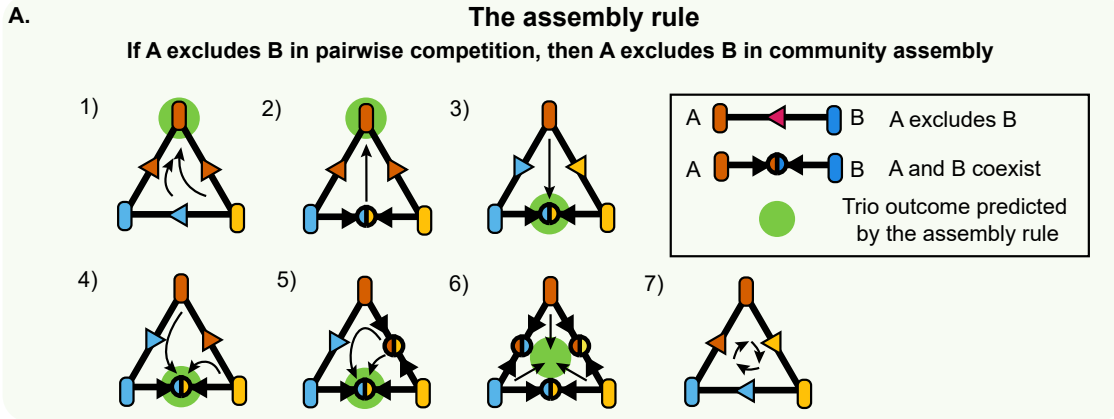 A.
The assembly rule
If A excludes B in pairwise competition, then A excludes B in community assembly
1)
2)
3)
A B A excludes B
A B A and B coexist
Trio outcome predicted
by the assembly rule
4)
5)
6)
7)